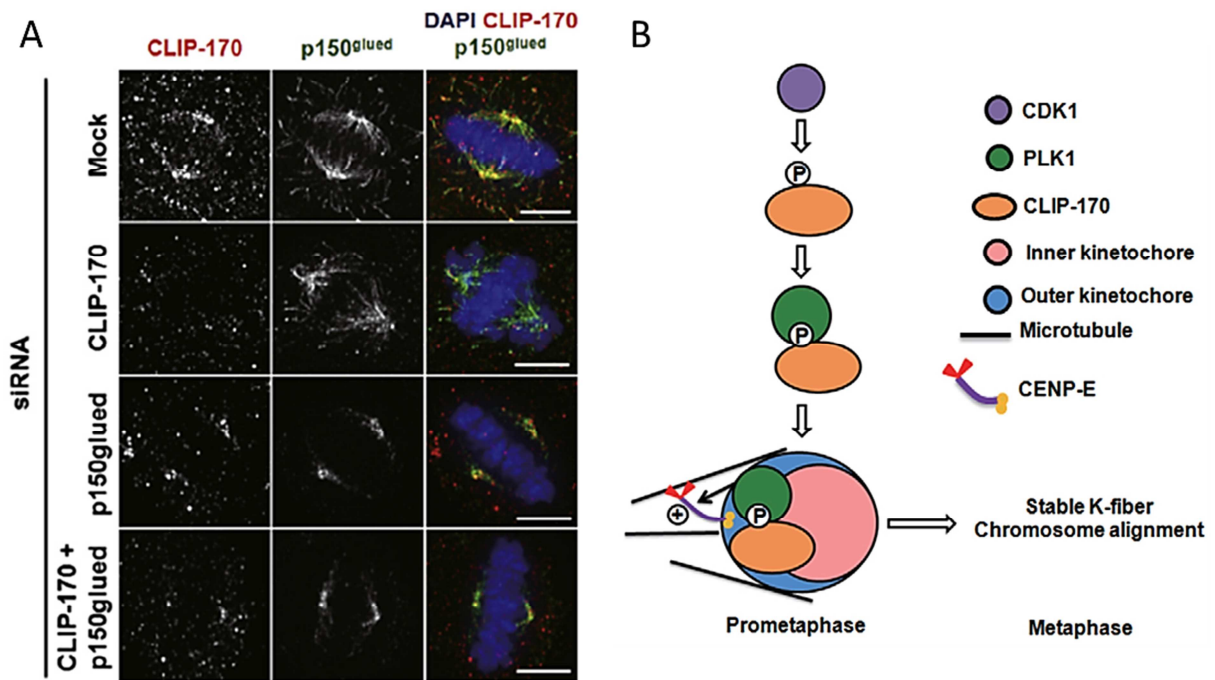 A
CLIP-170
p150glued
DAPI CLIP-170
p150glued
siRNA
Mock
CLIP-170
p150glued
CLIP-170 +
p150glued
B
P
P
P
+
CDK1
PLK1
CLIP-170
Inner kinetochore
Outer kinetochore
Microtubule
CENP-E
Stable K-fiber
Chromosome alignment
Prometaphase
Metaphase